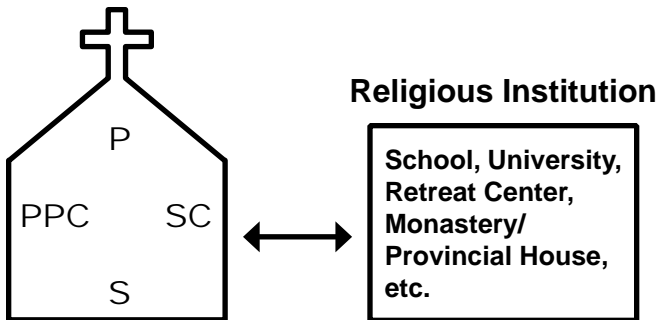 Religious Institution
P
School, University,
Retreat Center,
Monastery/
Provincial House,
etc.
PPC SC
S